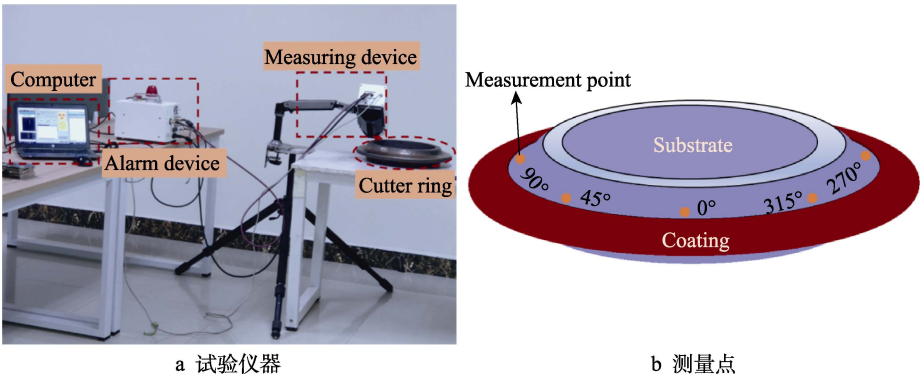 Computer
Alarm device
Measuring device
Cutter ring
a 试验仪器
Measurement point
Substrate
90°
45°
0°
315°
270°
Coating
b 测量点